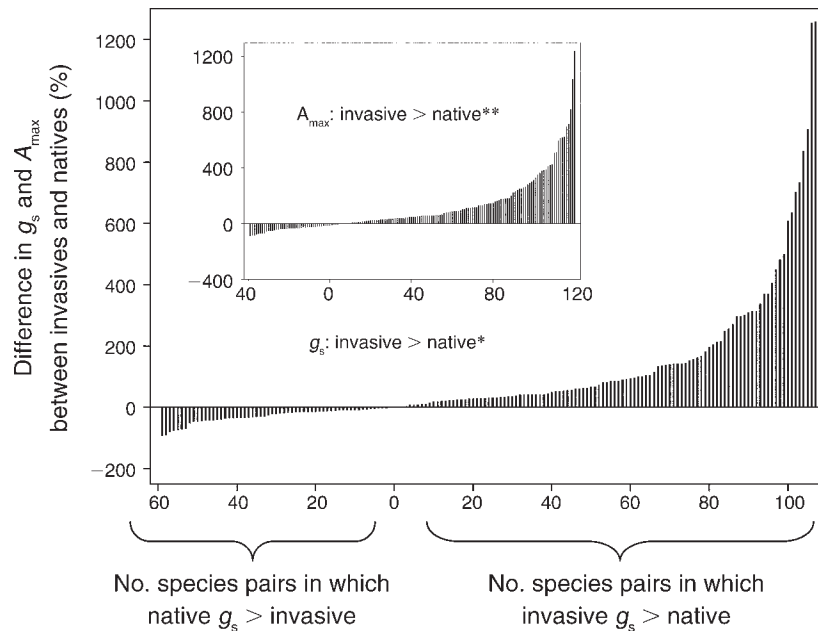 Difference in gₛ and Aₘₐₓ
between invasives and natives (%)
1200
1000
800
600
400
200
0
−200
60 40 20 0 20 40 60 80 100
1200
800
400
0
−400
40 0 40 80 120
Aₘₐₓ: invasive > native**
gₛ: invasive > native*
No. species pairs in which
native gₛ > invasive
No. species pairs in which
invasive gₛ > native